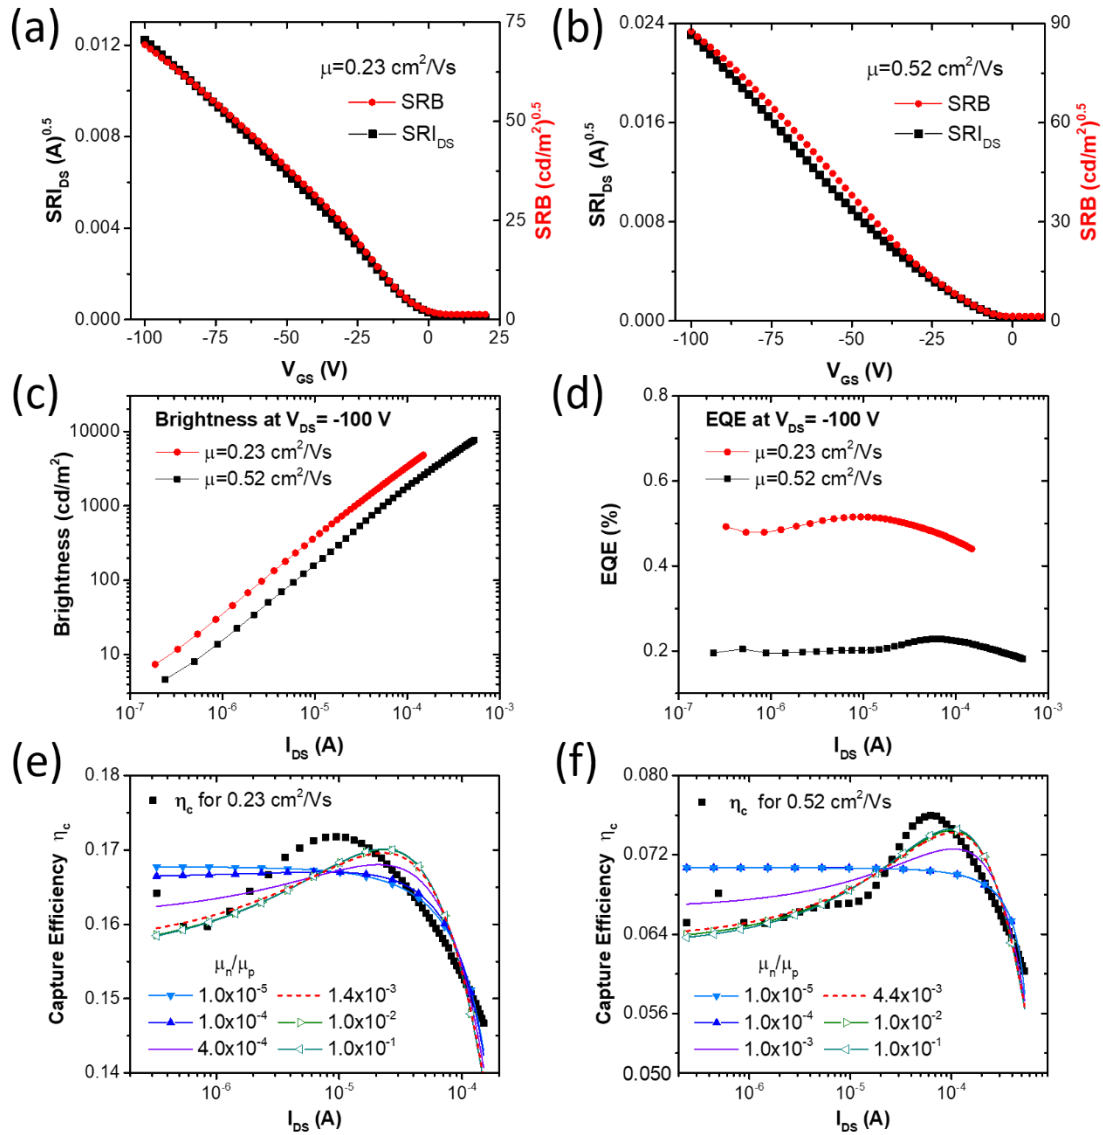 (a)
SRI_DS (A)^0.5
0.012
0.008
0.004
0.000
μ=0.23 cm²/Vs
SRB
SRI_DS
75
50
25
0
SRB (cd/m²)^0.5
-100 -75 -50 -25 0 25
V_GS (V)
(b)
SRI_DS (A)^0.5
0.024
0.016
0.008
0.000
μ=0.52 cm²/Vs
SRB
SRI_DS
90
60
30
0
SRB (cd/m²)^0.5
-100 -75 -50 -25 0
V_GS (V)
(c)
Brightness (cd/m²)
10000
1000
100
10
Brightness at V_DS= -100 V
μ=0.23 cm²/Vs
μ=0.52 cm²/Vs
10⁻⁷ 10⁻⁶ 10⁻⁵ 10⁻⁴ 10⁻³
I_DS (A)
(d)
EQE (%)
0.8
0.6
0.4
0.2
EQE at V_DS= -100 V
μ=0.23 cm²/Vs
μ=0.52 cm²/Vs
10⁻⁷ 10⁻⁶ 10⁻⁵ 10⁻⁴ 10⁻³
I_DS (A)
(e)
Capture Efficiency η_c
0.18
0.17
0.16
0.15
0.14
η_c for 0.23 cm²/Vs
μ_n/μ_p
1.0x10⁻⁵ 1.4x10⁻³
1.0x10⁻⁴ 1.0x10⁻²
4.0x10⁻⁴ 1.0x10⁻¹
10⁻⁶ 10⁻⁵ 10⁻⁴
I_DS (A)
(f)
Capture Efficiency η_c
0.080
0.072
0.064
0.056
0.050
η_c for 0.52 cm²/Vs
μ_n/μ_p
1.0x10⁻⁵ 4.4x10⁻³
1.0x10⁻⁴ 1.0x10⁻²
1.0x10⁻³ 1.0x10⁻¹
10⁻⁶ 10⁻⁵ 10⁻⁴
I_DS (A)